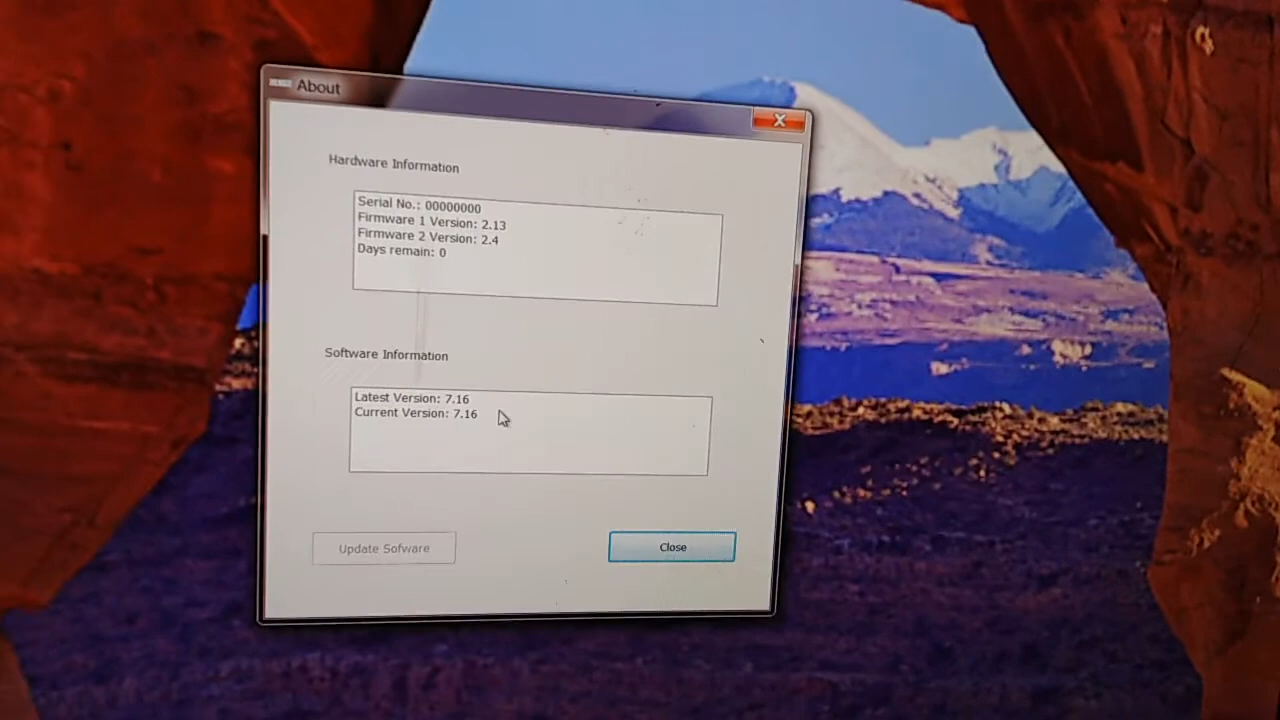 About
Hardware Information
Serial No.: 00000000
Firmware 1 Version: 2.13
Firmware 2 Version: 2.4
Days remain: 0
Software Information
Latest Version: 7.16
Current Version: 7.16
Update Sofware
Close